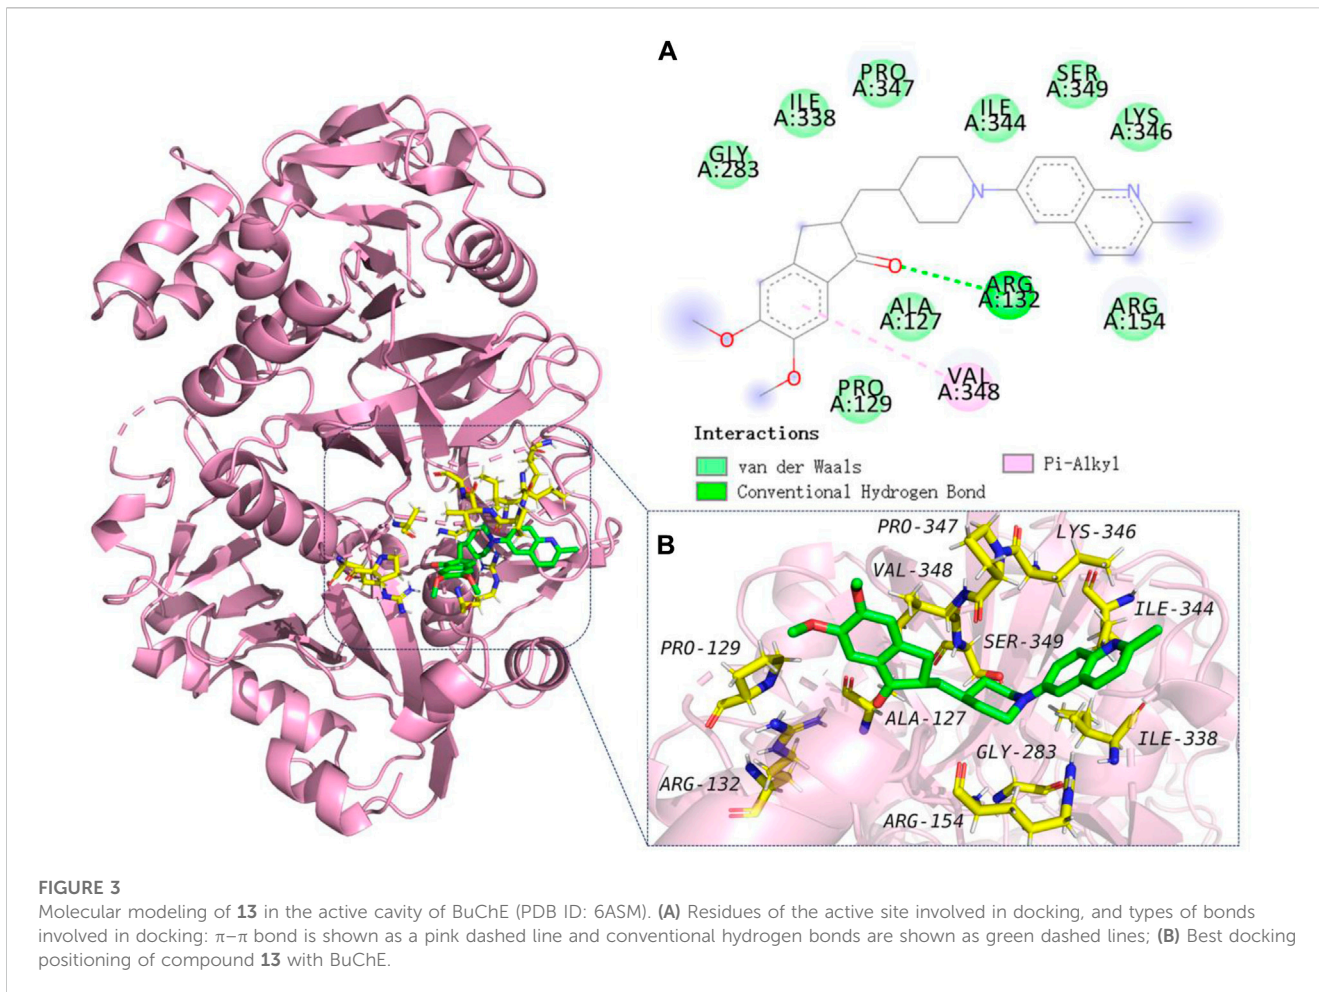 A
PRO
A:347
SER
A:349
ILE
A:338
ILE
A:344
LYS
A:346
GLY
A:283
N
N
O
ARG
A:132
ALA
A:127
ARG
A:154
O
O
PRO
A:129
VAL
A:348
Interactions
van der Waals
Conventional Hydrogen Bond
Pi-Alkyl
B
PRO-347
LYS-346
VAL-348
ILE-344
PRO-129
SER-349
ALA-127
ILE-338
GLY-283
ARG-132
ARG-154
FIGURE 3
Molecular modeling of 13 in the active cavity of BuChE (PDB ID: 6ASM). (A) Residues of the active site involved in docking, and types of bonds
involved in docking: π–π bond is shown as a pink dashed line and conventional hydrogen bonds are shown as green dashed lines; (B) Best docking
positioning of compound 13 with BuChE.